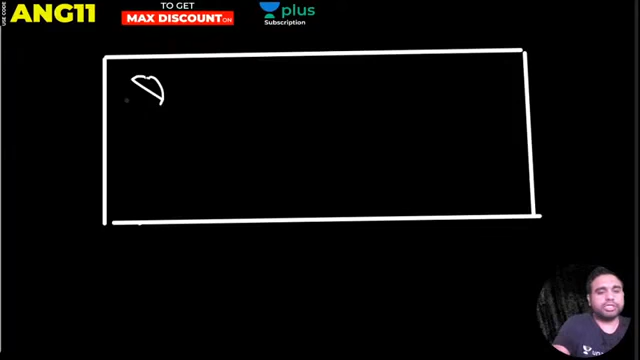 USE CODE
ANG11
TO GET
MAX DISCOUNT ON
plus
Subscription